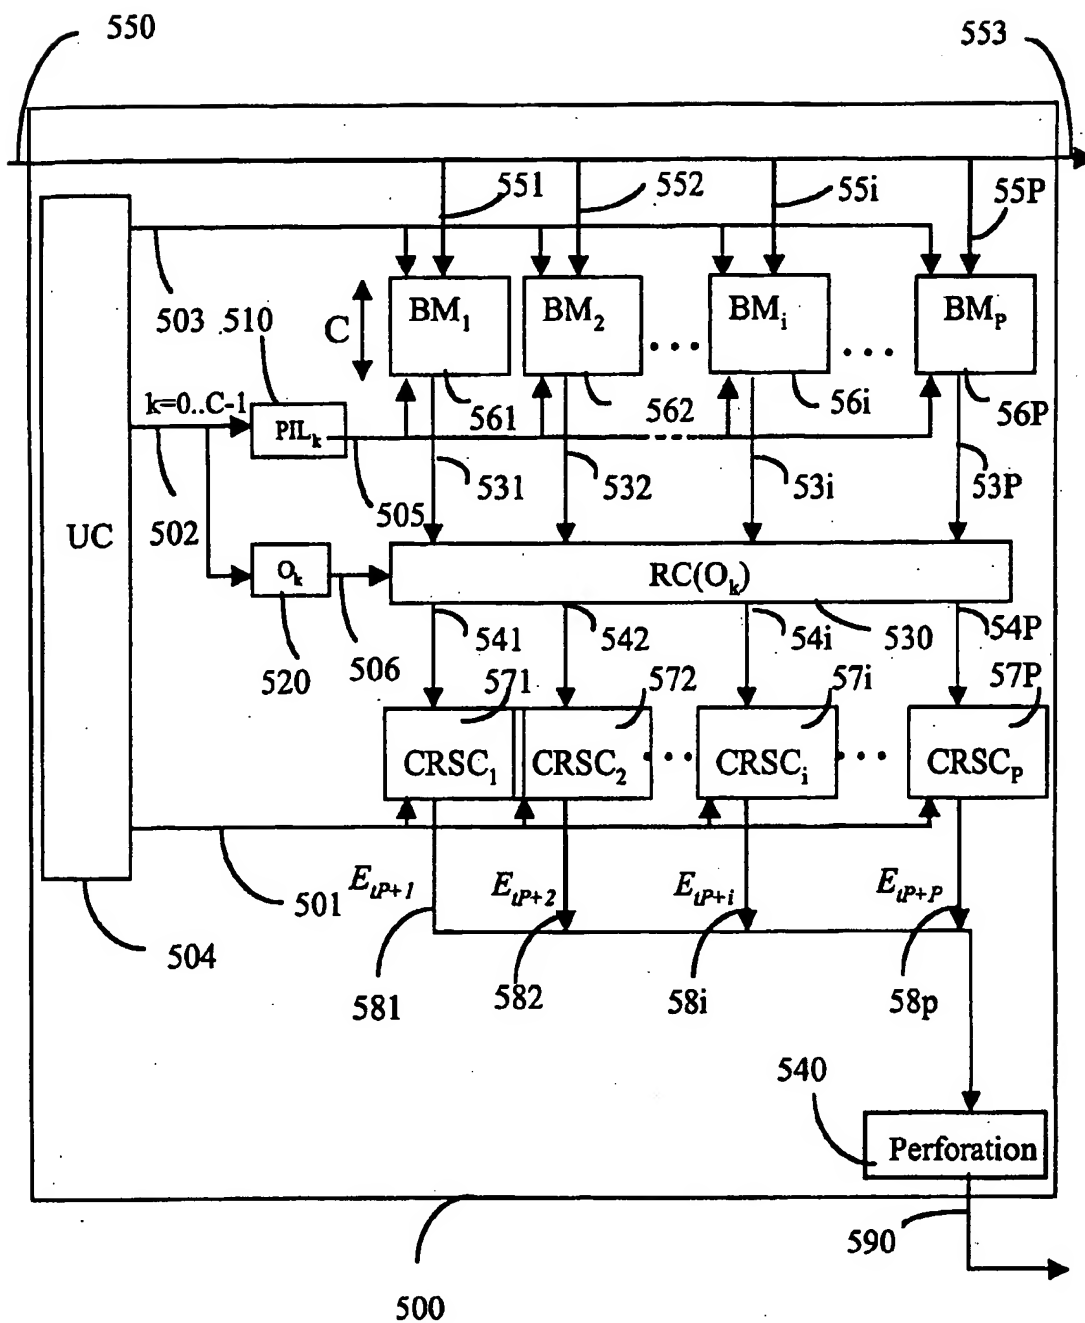 550 553
551 552 55i 55P
503 510
C BM1 BM2 BMi BMP
... ...
k=0..C-1 561 562 56i 56P
PILk
UC 502 505 531 532 53i 53P
Ok RC(Ok)
520 506 541 542 54i 530 54P
571 572 57i 57P
CRSC1 CRSC2 ... CRSCi ... CRSCP
501 EtP+1 EtP+2 EtP+i EtP+P
504 581 582 58i 58p
540
Perforation
590
500